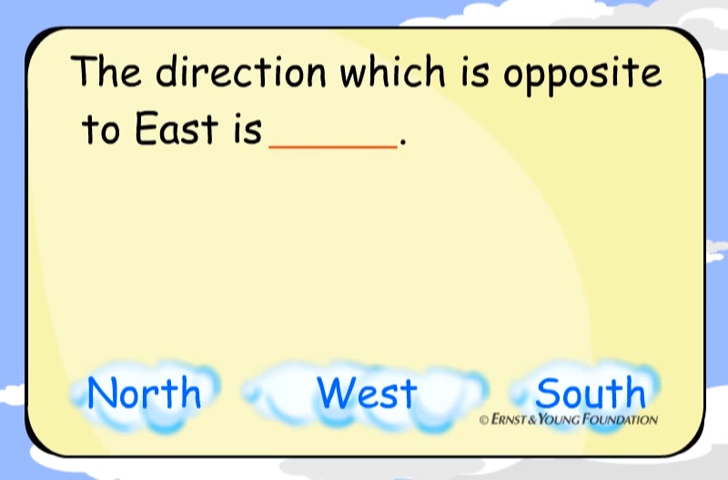 The direction which is opposite
to East is ______.
North West South
© ERNST & YOUNG FOUNDATION